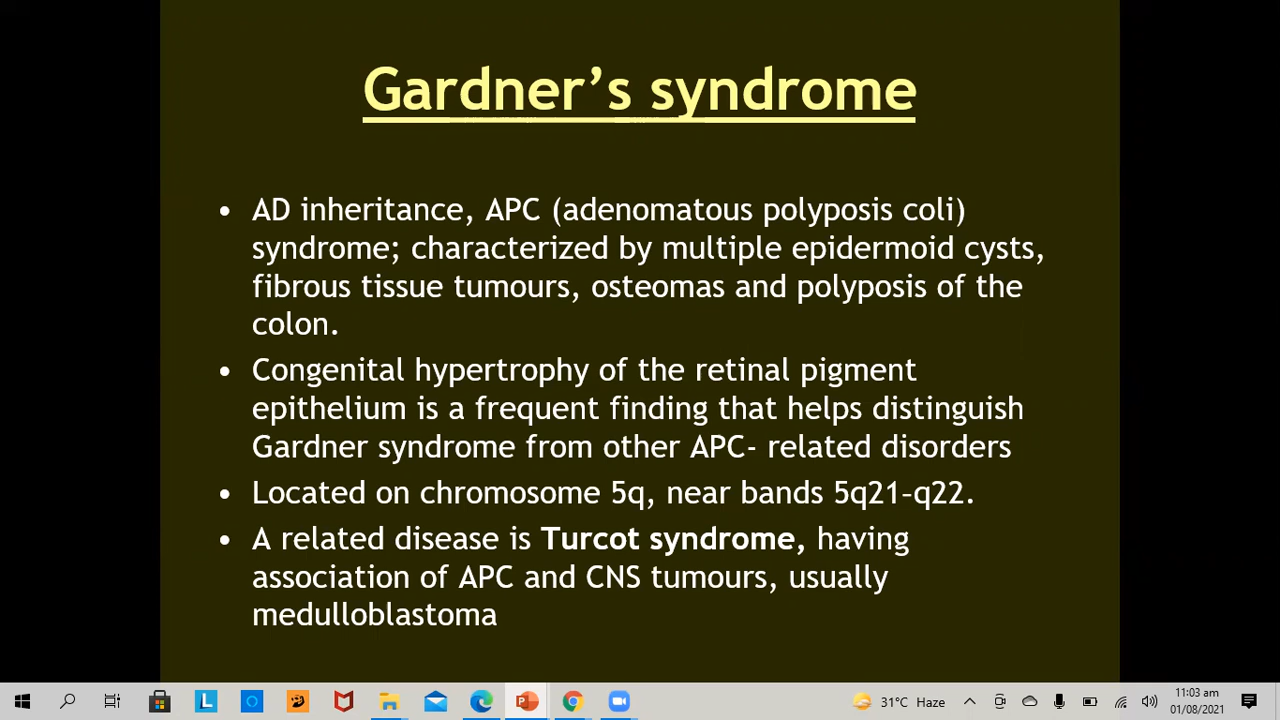 Gardner’s syndrome
• AD inheritance, APC (adenomatous polyposis coli)
syndrome; characterized by multiple epidermoid cysts,
fibrous tissue tumours, osteomas and polyposis of the
colon.
• Congenital hypertrophy of the retinal pigment
epithelium is a frequent finding that helps distinguish
Gardner syndrome from other APC- related disorders
• Located on chromosome 5q, near bands 5q21–q22.
• A related disease is Turcot syndrome, having
association of APC and CNS tumours, usually
medulloblastoma
31°C Haze
11:03 am
01/08/2021